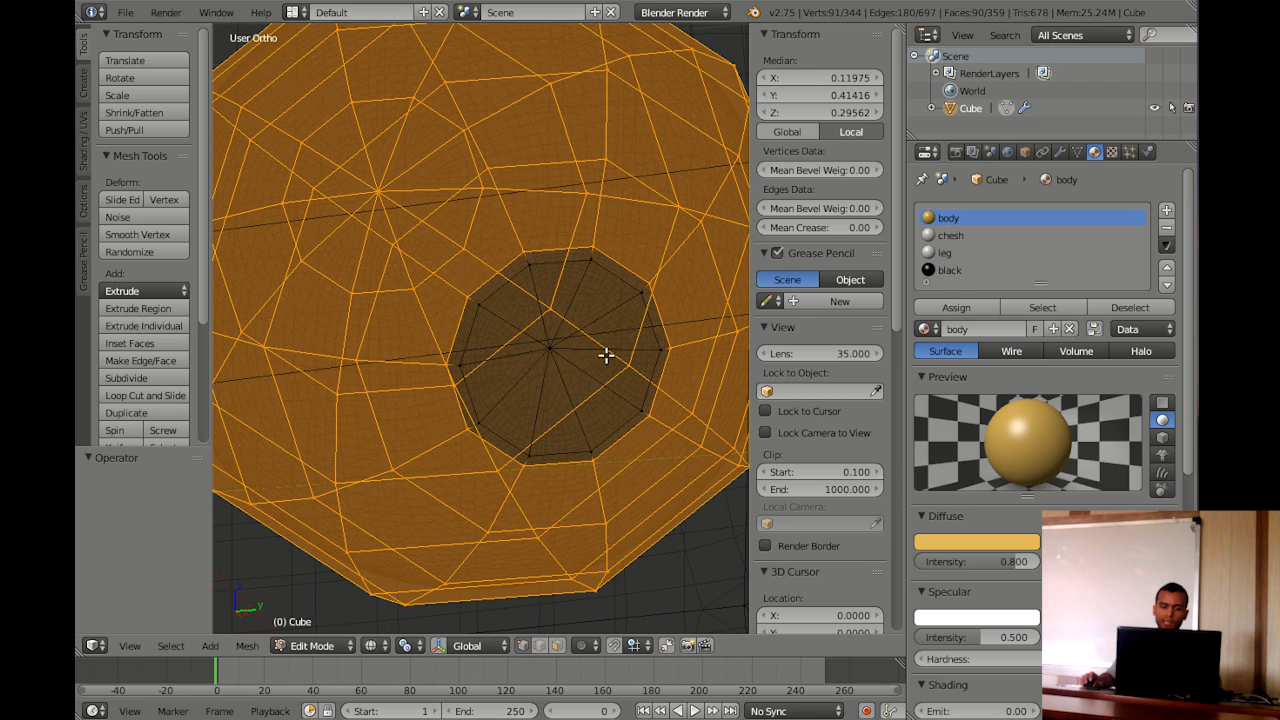 File Render Window Help Default Scene Blender Render v2.75 | Verts:91/344 | Edges:180/697 | Faces:90/359 | Tris:678 | Mem:25.24M | Cube
Tools
Create
Shading / UVs
Options
Grease Pencil
Transform
Translate
Rotate
Scale
Shrink/Fatten
Push/Pull
Mesh Tools
Deform:
Slide Ed Vertex
Noise
Smooth Vertex
Randomize
Add:
Extrude
Extrude Region
Extrude Individual
Inset Faces
Make Edge/Face
Subdivide
Loop Cut and Slide
Duplicate
Spin Screw
Operator
User Ortho
z
y
(0) Cube
Transform
Median:
X: 0.11975
Y: 0.41416
Z: 0.29562
Global Local
Vertices Data:
Mean Bevel Weig:0.00
Edges Data:
Mean Bevel Weig:0.00
Mean Crease: 0.00
Grease Pencil
Scene Object
New
View
Lens: 35.000
Lock to Object:
Lock to Cursor
Lock Camera to View
Clip:
Start: 0.100
End: 1000.000
Local Camera:
Render Border
3D Cursor
Location:
X: 0.0000
View Search All Scenes
Scene
RenderLayers |
World
Cube |
Cube body
body
chesh
leg
black
Assign Select Deselect
body F Data
Surface Wire Volume Halo
Preview
Diffuse
Intensity: 0.800
Specular
Intensity: 0.500
Hardness:
Shading
Emit: 0.00
View Select Add Mesh Edit Mode Global
-40 -20 0 20 40 60 80 100 120 140 160 180 200 220 240 260
View Marker Frame Playback Start: 1 End: 250 0 No Sync